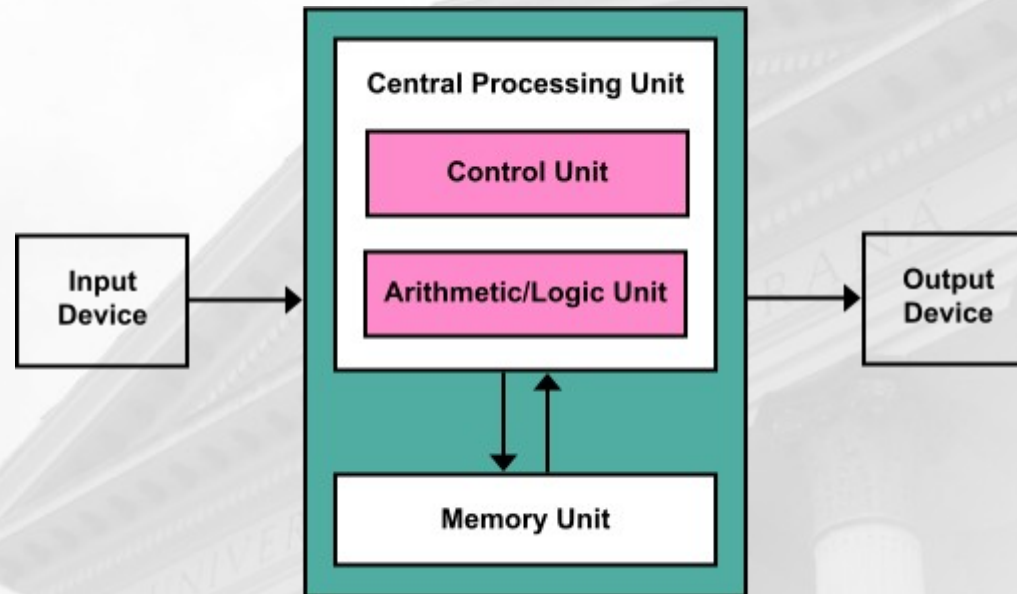 Central Processing Unit
Control Unit
Arithmetic/Logic Unit
Input
Device
Output
Device
Memory Unit